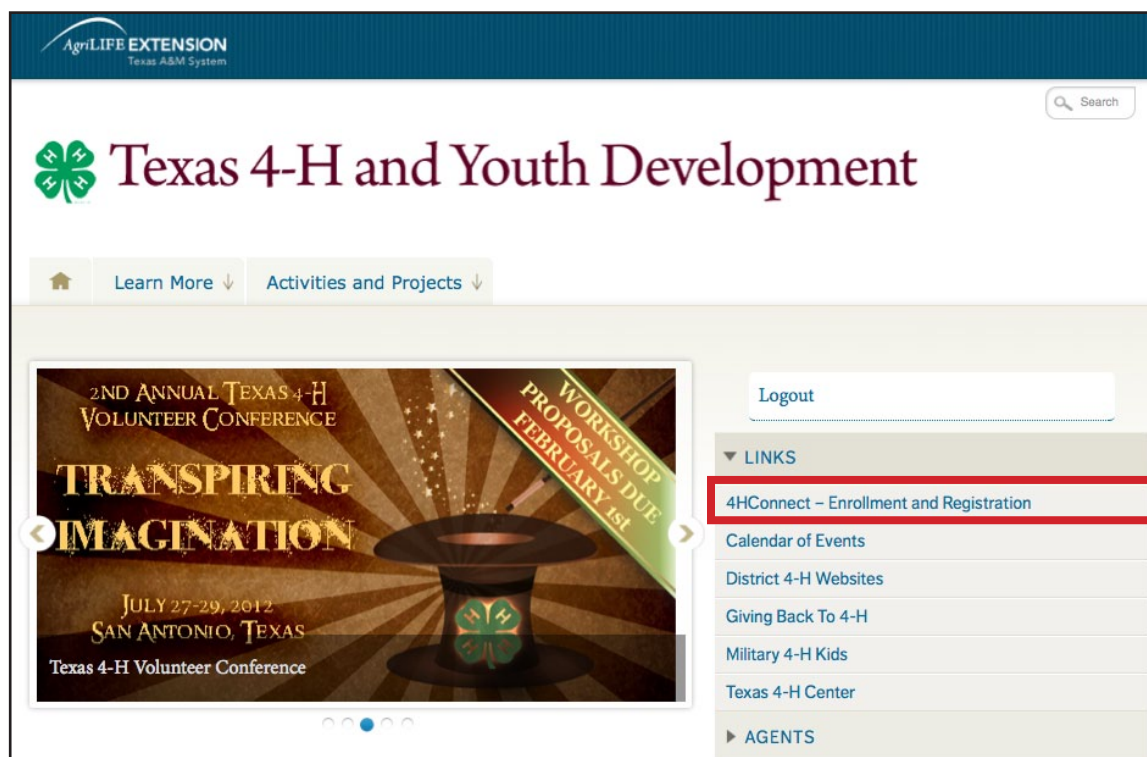 AgriLIFE EXTENSION
Texas A&M System
Search
Texas 4-H and Youth Development
Learn More
Activities and Projects
2ND ANNUAL TEXAS 4-H
VOLUNTEER CONFERENCE
TRANSPIRING
IMAGINATION
JULY 27-29, 2012
SAN ANTONIO, TEXAS
WORKSHOP
PROPOSALS DUE
FEBRUARY 1st
Texas 4-H Volunteer Conference
Logout
LINKS
4HConnect – Enrollment and Registration
Calendar of Events
District 4-H Websites
Giving Back To 4-H
Military 4-H Kids
Texas 4-H Center
AGENTS